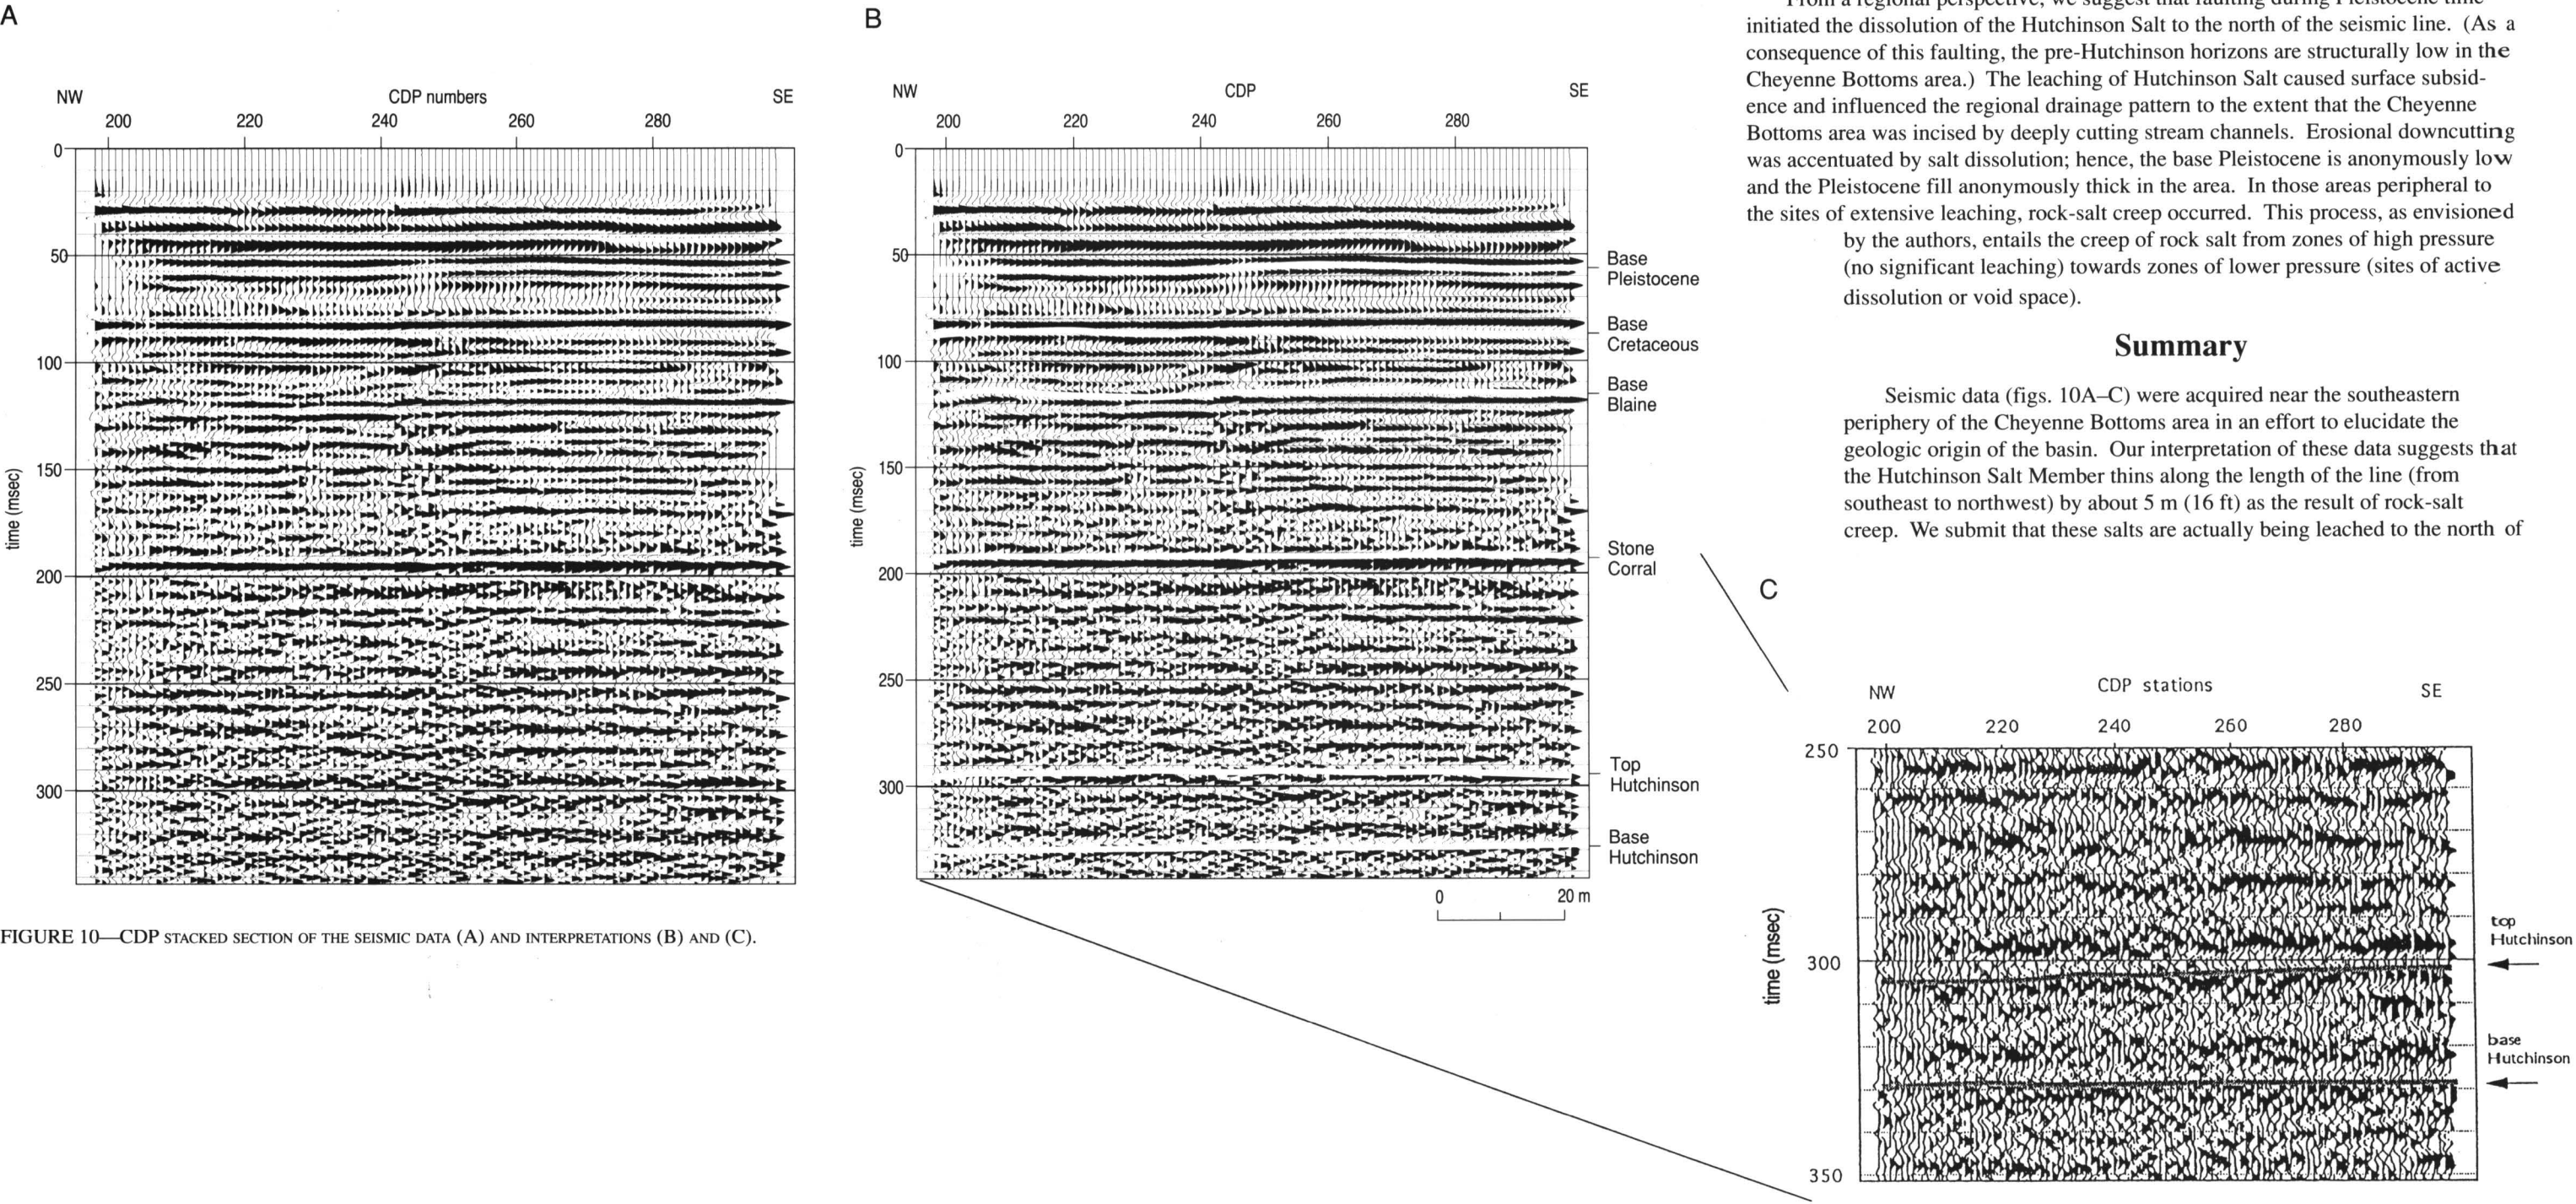 A
NW
CDP numbers
SE
200
220
240
260
280
0
50
100
150
200
250
300
time (msec)
B
NW
CDP
SE
200
220
240
260
280
0
50
100
150
200
250
300
time (msec)
Base
Pleistocene
Base
Cretaceous
Base
Blaine
Stone
Corral
Top
Hutchinson
Base
Hutchinson
0
20 m
FIGURE 10—CDP STACKED SECTION OF THE SEISMIC DATA (A) AND INTERPRETATIONS (B) AND (C).
From a regional perspective, we suggest that faulting during Pleistocene time
initiated the dissolution of the Hutchinson Salt to the north of the seismic line. (As a
consequence of this faulting, the pre-Hutchinson horizons are structurally low in the
Cheyenne Bottoms area.) The leaching of Hutchinson Salt caused surface subsid-
ence and influenced the regional drainage pattern to the extent that the Cheyenne
Bottoms area was incised by deeply cutting stream channels. Erosional downcutting
was accentuated by salt dissolution; hence, the base Pleistocene is anonymously low
and the Pleistocene fill anonymously thick in the area. In those areas peripheral to
the sites of extensive leaching, rock-salt creep occurred. This process, as envisioned
by the authors, entails the creep of rock salt from zones of high pressure
(no significant leaching) towards zones of lower pressure (sites of active
dissolution or void space).
Summary
Seismic data (figs. 10A–C) were acquired near the southeastern
periphery of the Cheyenne Bottoms area in an effort to elucidate the
geologic origin of the basin. Our interpretation of these data suggests that
the Hutchinson Salt Member thins along the length of the line (from
southeast to northwest) by about 5 m (16 ft) as the result of rock-salt
creep. We submit that these salts are actually being leached to the north of
C
NW
CDP stations
SE
200
220
240
260
280
250
300
350
time (msec)
top
Hutchinson
base
Hutchinson